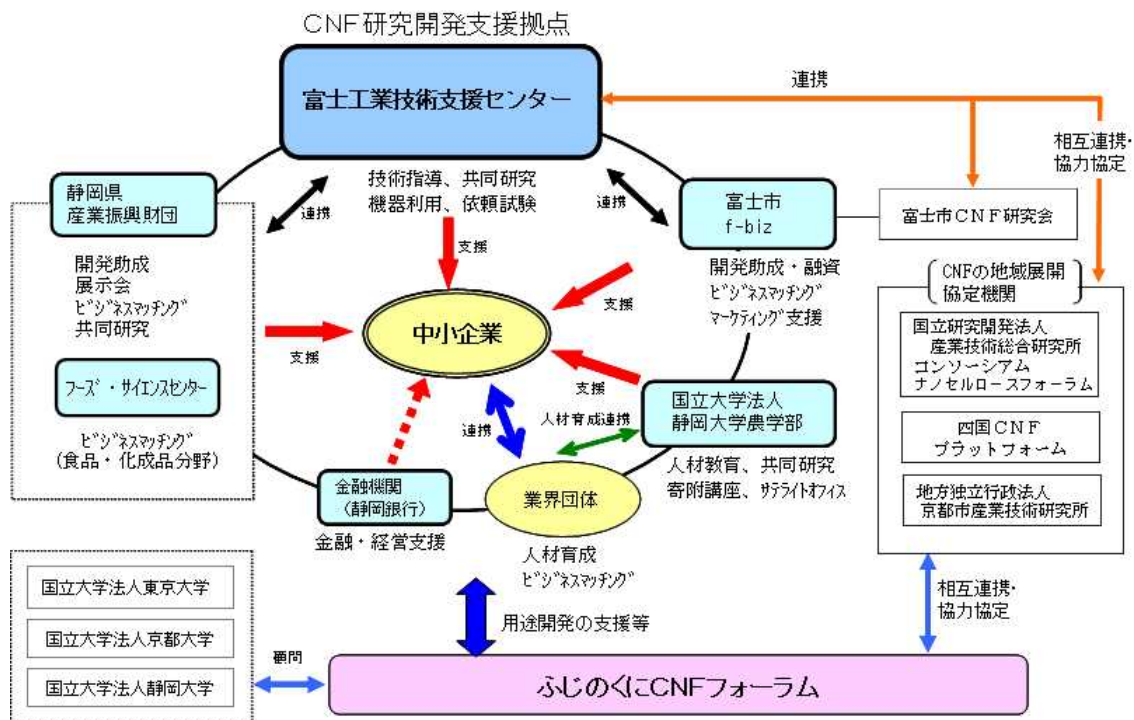 CNF研究開発支援拠点
富士工業技術支援センター
連携
相互連携・
協力協定
技術指導、共同研究
機器利用、依頼試験
連携
連携
静岡県
産業振興財団
開発助成
展示会
ﾋﾞｼﾞﾈｽﾏｯﾁﾝｸﾞ
共同研究
富士市
f-biz
富士市CNF研究会
開発助成・融資
ﾋﾞｼﾞﾈｽﾏｯﾁﾝｸﾞ
ﾏｰｹﾃｨﾝｸﾞ支援
支援
支援
中小企業
支援
支援
CNFの地域展開
協定機関
国立研究開発法人
産業技術総合研究所
コンソーシアム
ナノセルロースフォーラム
四国CNF
プラットフォーム
地方独立行政法人
京都市産業技術研究所
ﾌｰｽﾞ・ｻｲｴﾝｽｾﾝﾀｰ
ﾋﾞｼﾞﾈｽﾏｯﾁﾝｸﾞ
(食品・化成品分野)
連携
人材育成連携
国立大学法人
静岡大学農学部
人材教育、共同研究
寄附講座、ｻﾃﾗｲﾄｵﾌｨｽ
金融機関
(静岡銀行)
金融・経営支援
業界団体
人材育成
ﾋﾞｼﾞﾈｽﾏｯﾁﾝｸﾞ
国立大学法人東京大学
国立大学法人京都大学
国立大学法人静岡大学
顧問
用途開発の支援等
相互連携・
協力協定
ふじのくにCNFフォーラム